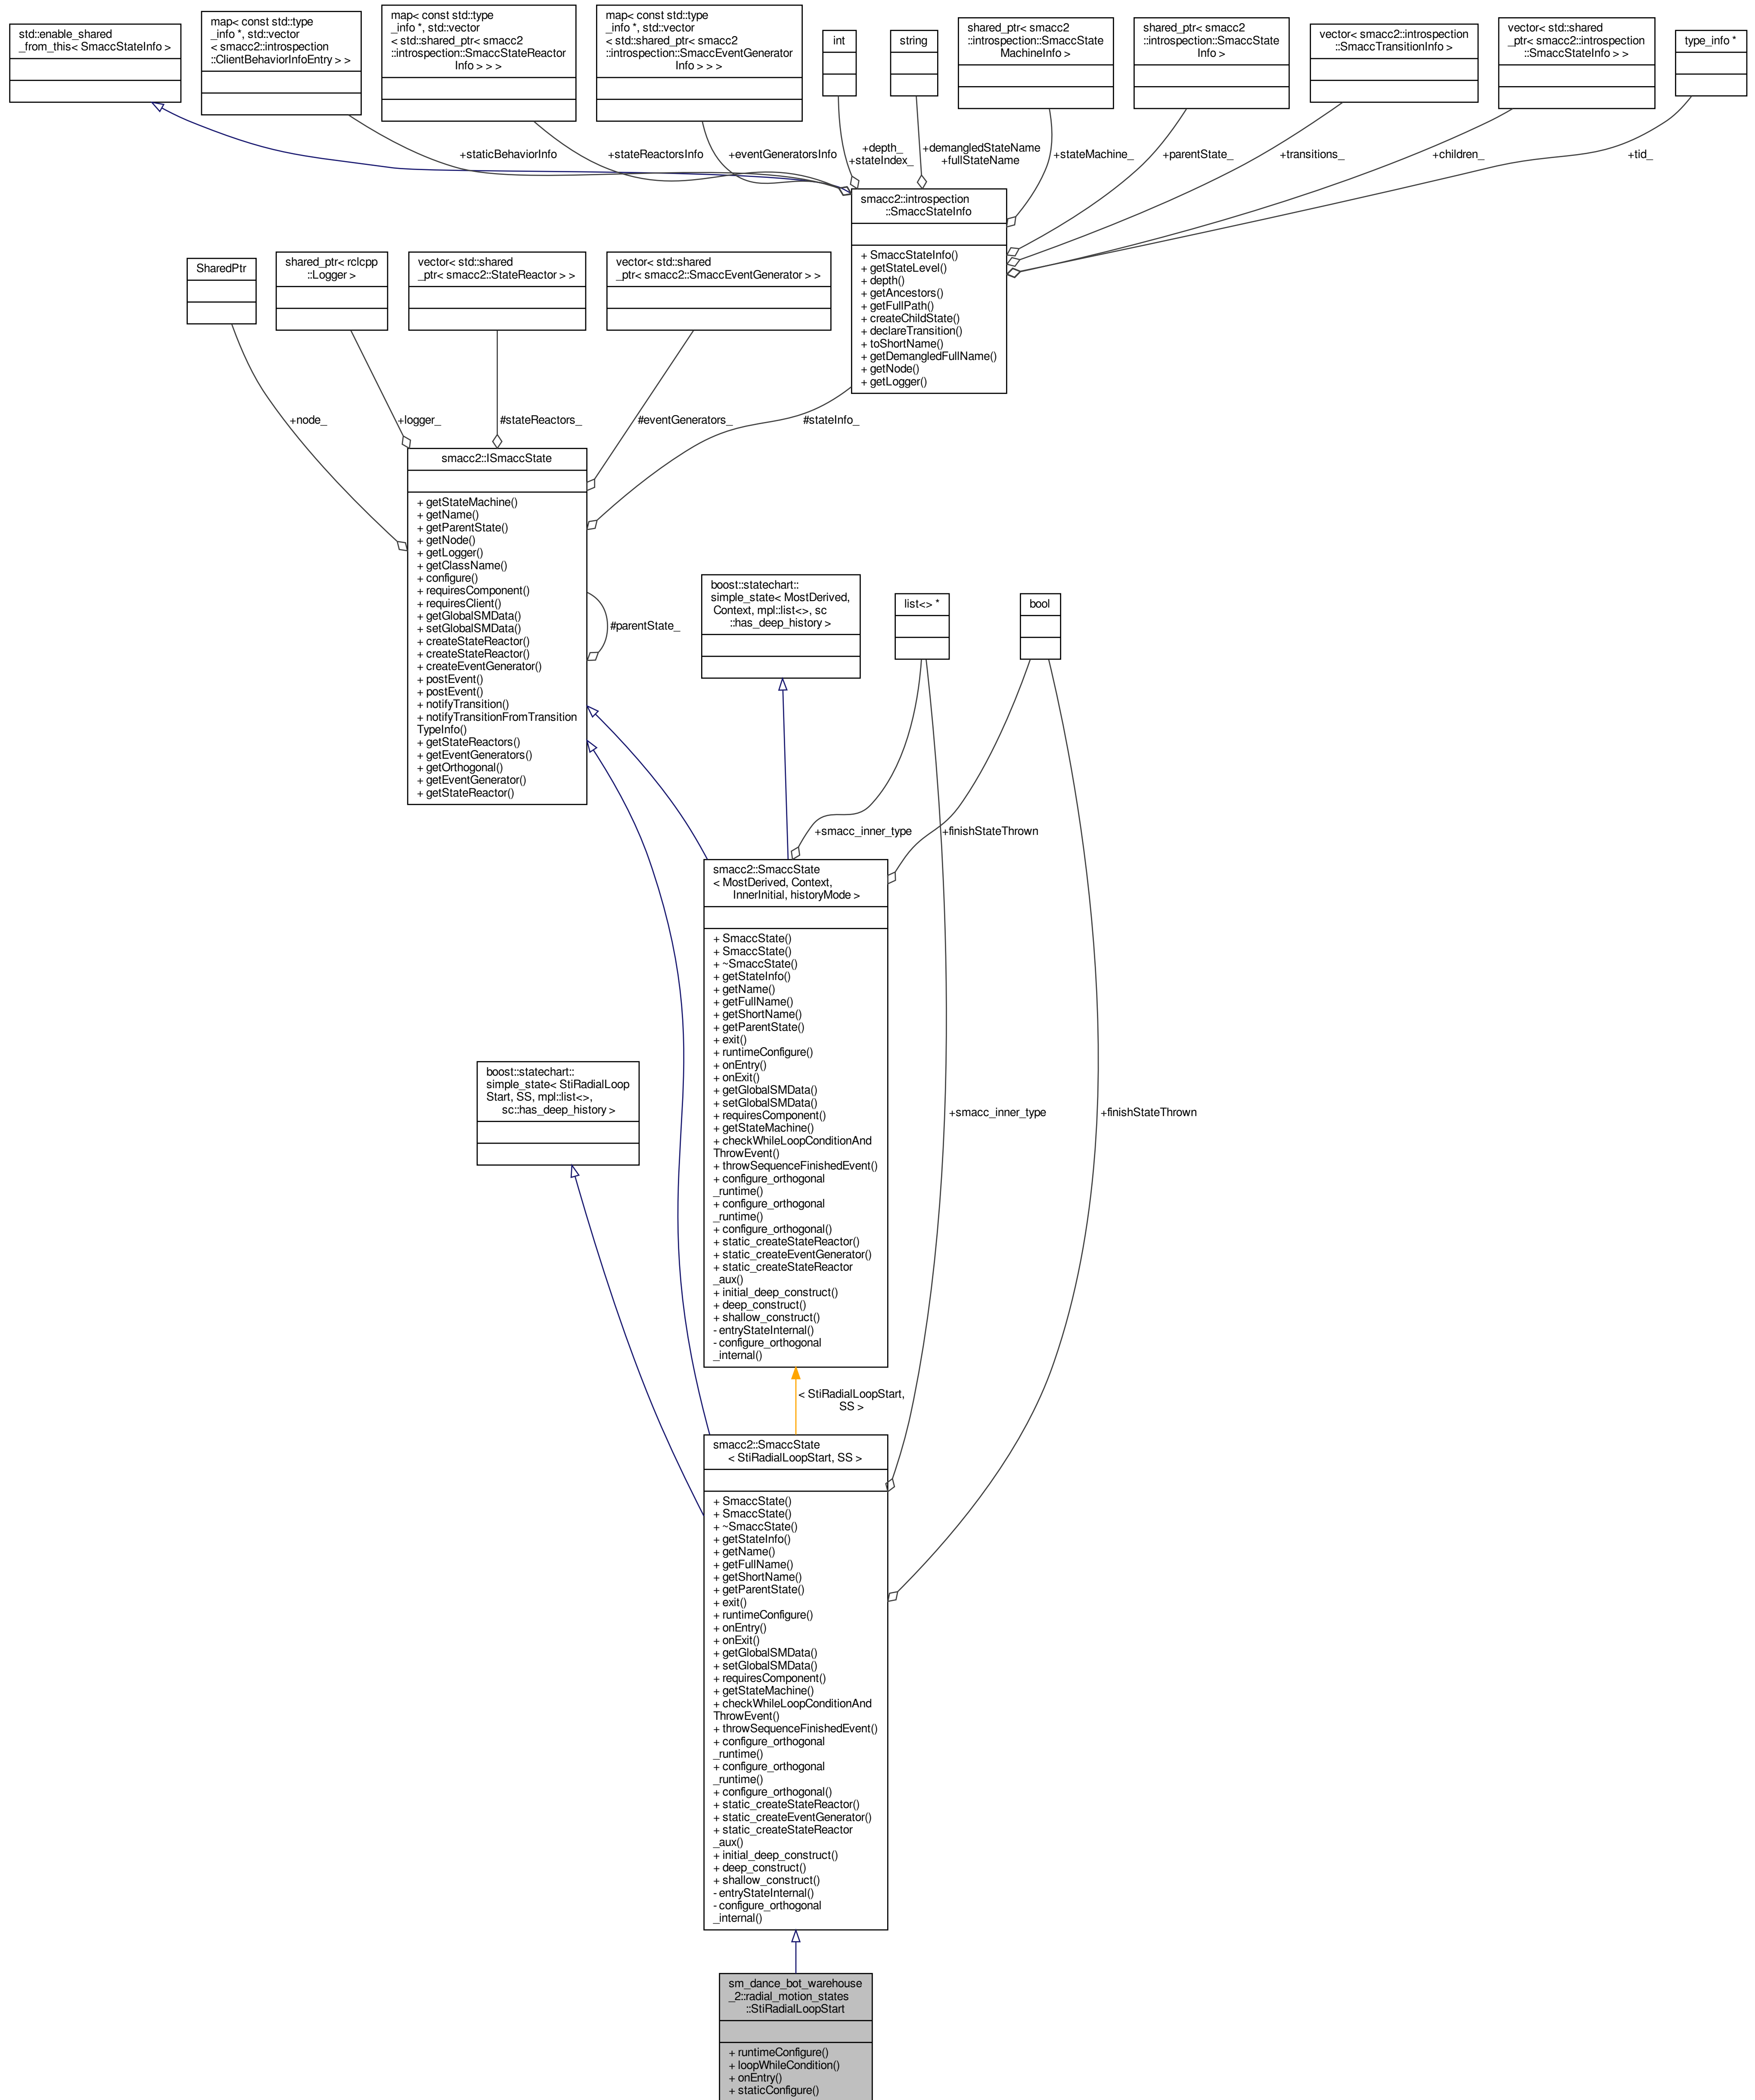 std::enable_shared
_from_this< SmaccStateInfo >
map< const std::type
_info *, std::vector
< smacc2::introspection
::ClientBehaviorInfoEntry > >
map< const std::type
_info *, std::vector
< std::shared_ptr< smacc2
::introspection::SmaccStateReactor
Info > > >
map< const std::type
_info *, std::vector
< std::shared_ptr< smacc2
::introspection::SmaccEventGenerator
Info > > >
int
string
shared_ptr< smacc2
::introspection::SmaccState
MachineInfo >
shared_ptr< smacc2
::introspection::SmaccState
Info >
vector< smacc2::introspection
::SmaccTransitionInfo >
vector< std::shared
_ptr< smacc2::introspection
::SmaccStateInfo > >
type_info *
+staticBehaviorInfo
+stateReactorsInfo
+eventGeneratorsInfo
+depth_
+stateIndex_
+demangledStateName
+fullStateName
+stateMachine_
+parentState_
+transitions_
+children_
+tid_
smacc2::introspection
::SmaccStateInfo
+ SmaccStateInfo()
+ getStateLevel()
+ depth()
+ getAncestors()
+ getFullPath()
+ createChildState()
+ declareTransition()
+ toShortName()
+ getDemangledFullName()
+ getNode()
+ getLogger()
SharedPtr
shared_ptr< rclcpp
::Logger >
vector< std::shared
_ptr< smacc2::StateReactor > >
vector< std::shared
_ptr< smacc2::SmaccEventGenerator > >
+node_
+logger_
#stateReactors_
#eventGenerators_
#stateInfo_
smacc2::ISmaccState
+ getStateMachine()
+ getName()
+ getParentState()
+ getNode()
+ getLogger()
+ getClassName()
+ configure()
+ requiresComponent()
+ requiresClient()
+ getGlobalSMData()
+ setGlobalSMData()
+ createStateReactor()
+ createStateReactor()
+ createEventGenerator()
+ postEvent()
+ postEvent()
+ notifyTransition()
+ notifyTransitionFromTransition
TypeInfo()
+ getStateReactors()
+ getEventGenerators()
+ getOrthogonal()
+ getEventGenerator()
+ getStateReactor()
#parentState_
boost::statechart::
simple_state< MostDerived,
Context, mpl::list<>, sc
::has_deep_history >
list<> *
bool
+smacc_inner_type
+finishStateThrown
smacc2::SmaccState
< MostDerived, Context,
InnerInitial, historyMode >
+ SmaccState()
+ SmaccState()
+ ~SmaccState()
+ getStateInfo()
+ getName()
+ getFullName()
+ getShortName()
+ getParentState()
+ exit()
+ runtimeConfigure()
+ onEntry()
+ onExit()
+ getGlobalSMData()
+ setGlobalSMData()
+ requiresComponent()
+ getStateMachine()
+ checkWhileLoopConditionAnd
ThrowEvent()
+ throwSequenceFinishedEvent()
+ configure_orthogonal
_runtime()
+ configure_orthogonal
_runtime()
+ configure_orthogonal()
+ static_createStateReactor()
+ static_createEventGenerator()
+ static_createStateReactor
_aux()
+ initial_deep_construct()
+ deep_construct()
+ shallow_construct()
- entryStateInternal()
- configure_orthogonal
_internal()
boost::statechart::
simple_state< StiRadialLoop
Start, SS, mpl::list<>,
sc::has_deep_history >
+smacc_inner_type
+finishStateThrown
< StiRadialLoopStart,
SS >
smacc2::SmaccState
< StiRadialLoopStart, SS >
+ SmaccState()
+ SmaccState()
+ ~SmaccState()
+ getStateInfo()
+ getName()
+ getFullName()
+ getShortName()
+ getParentState()
+ exit()
+ runtimeConfigure()
+ onEntry()
+ onExit()
+ getGlobalSMData()
+ setGlobalSMData()
+ requiresComponent()
+ getStateMachine()
+ checkWhileLoopConditionAnd
ThrowEvent()
+ throwSequenceFinishedEvent()
+ configure_orthogonal
_runtime()
+ configure_orthogonal
_runtime()
+ configure_orthogonal()
+ static_createStateReactor()
+ static_createEventGenerator()
+ static_createStateReactor
_aux()
+ initial_deep_construct()
+ deep_construct()
+ shallow_construct()
- entryStateInternal()
- configure_orthogonal
_internal()
sm_dance_bot_warehouse
_2::radial_motion_states
::StiRadialLoopStart
+ runtimeConfigure()
+ loopWhileCondition()
+ onEntry()
+ staticConfigure()